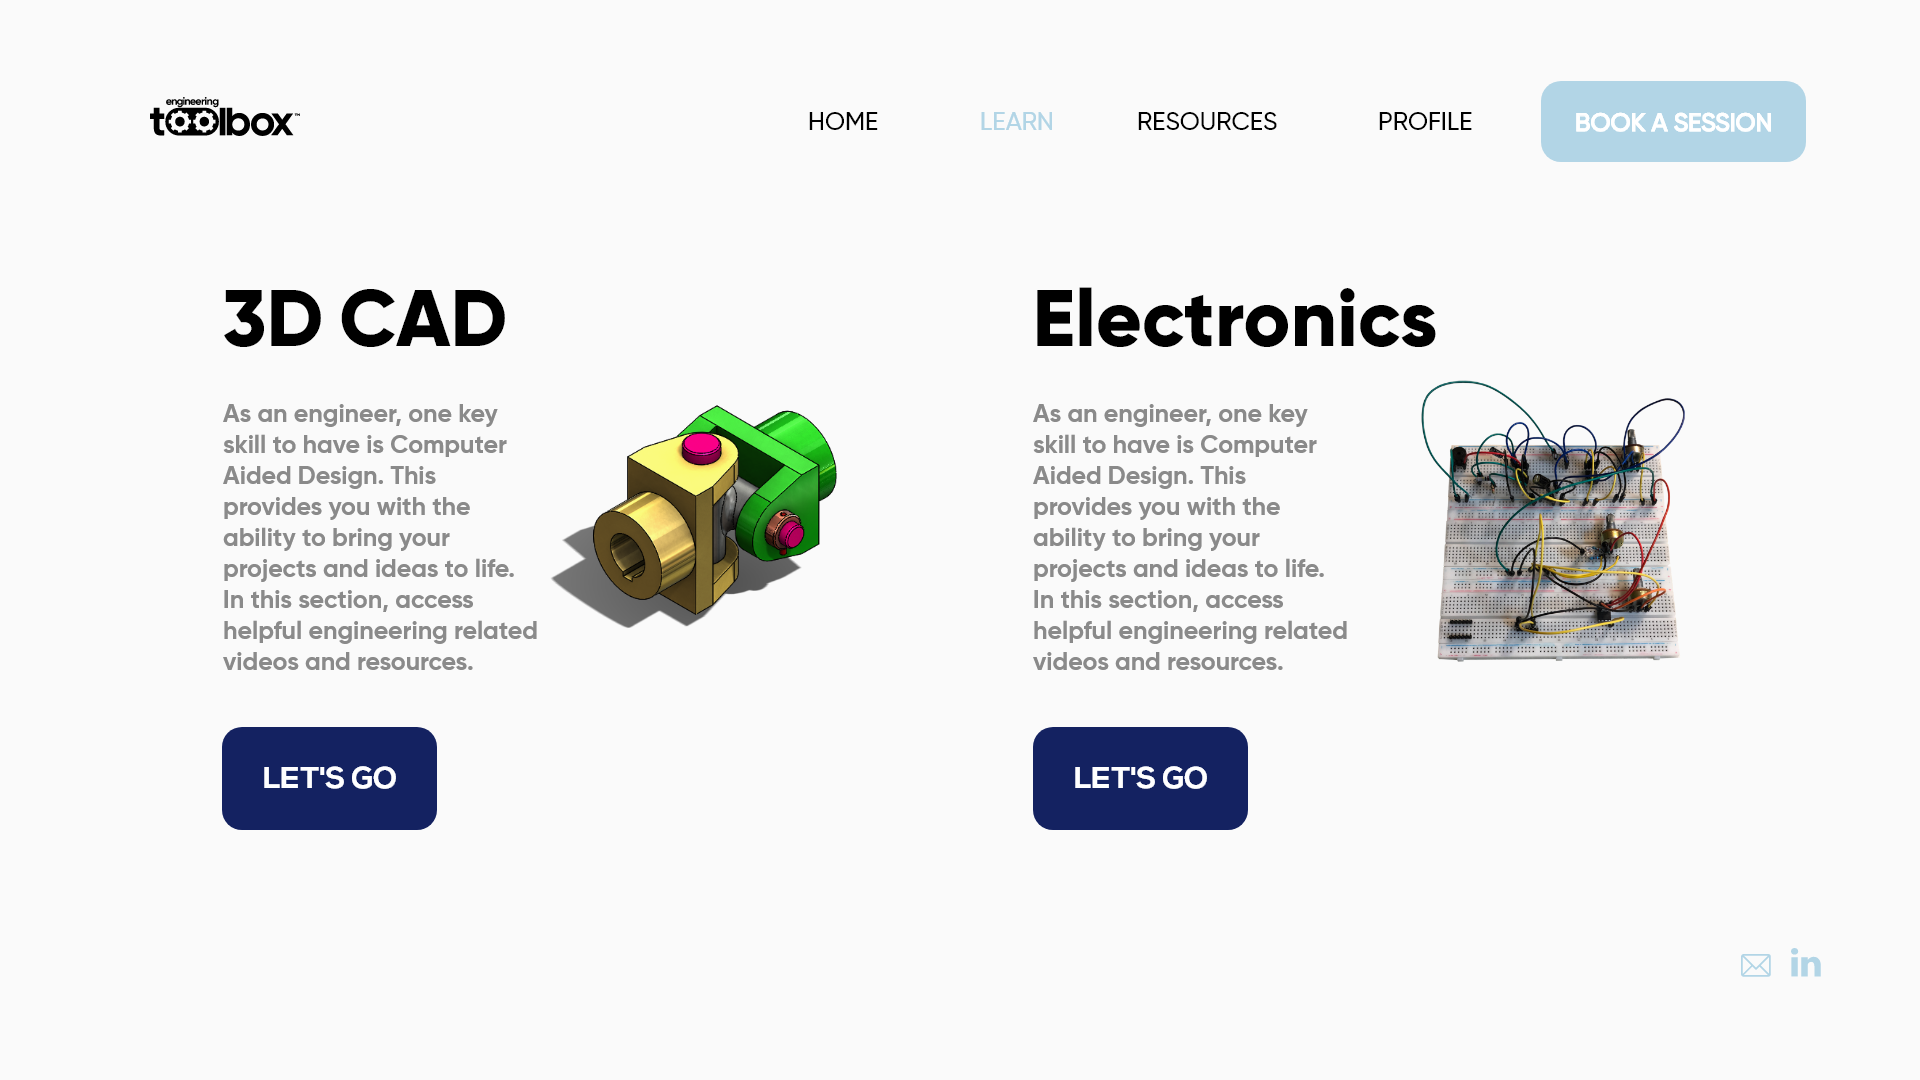 engineering
toolbox™
HOME
LEARN
RESOURCES
PROFILE
BOOK A SESSION
3D CAD
As an engineer, one key
skill to have is Computer
Aided Design. This
provides you with the
ability to bring your
projects and ideas to life.
In this section, access
helpful engineering related
videos and resources.
LET'S GO
Electronics
As an engineer, one key
skill to have is Computer
Aided Design. This
provides you with the
ability to bring your
projects and ideas to life.
In this section, access
helpful engineering related
videos and resources.
LET'S GO
in